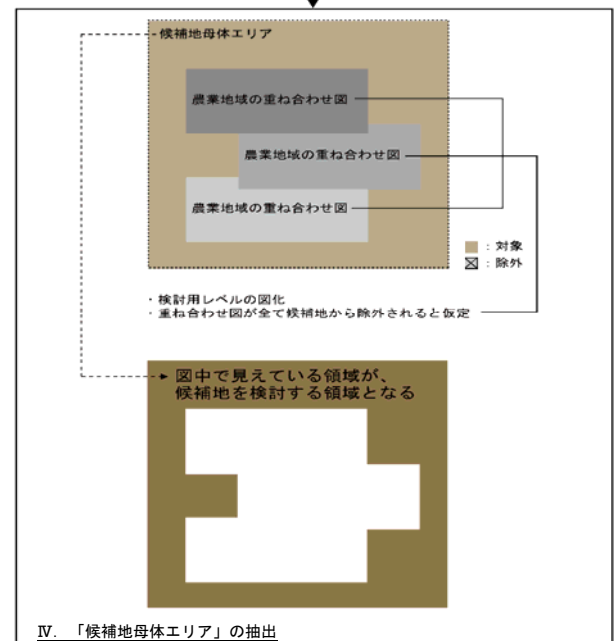 候補地母体エリア
農業地域の重ね合わせ図
農業地域の重ね合わせ図
農業地域の重ね合わせ図
：対象
：除外
・検討用レベルの図化
・重ね合わせ図が全て候補地から除外されると仮定
図中で見えている領域が、
候補地を検討する領域となる
Ⅳ．「候補地母体エリア」の抽出